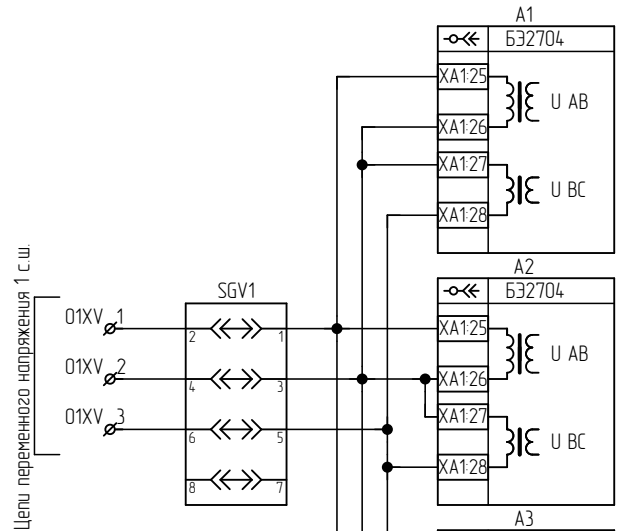 A1
БЭ2704
XA1:25
U AB
XA1:26
XA1:27
U BC
XA1:28
A2
БЭ2704
SGV1
Цепи переменного напряжения 1 с.ш.
01XV 1
2 1
XA1:25
U AB
01XV 2
4 3
XA1:26
XA1:27
01XV 3
6 5
U BC
XA1:28
8 7
A3